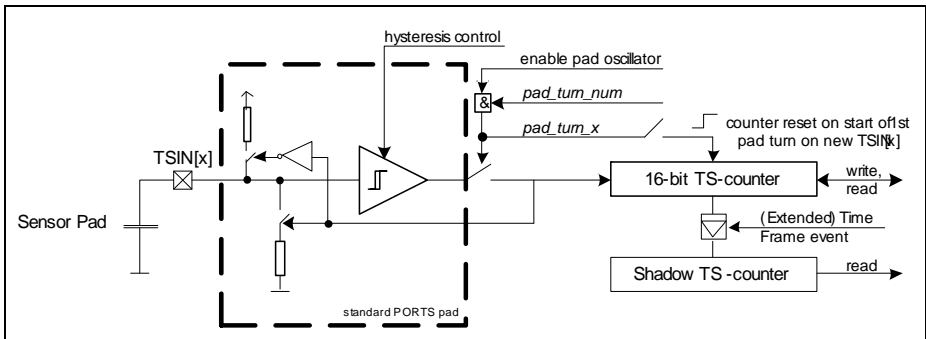 hysteresis control
enable pad oscillator
&
pad_turn_num
pad_turn_x
counter reset on start of1st
pad turn on new TSIN[x]
TSIN[x]
16-bit TS-counter
write,
read
Sensor Pad
(Extended) Time
Frame event
Shadow TS -counter
read
standard PORTS pad